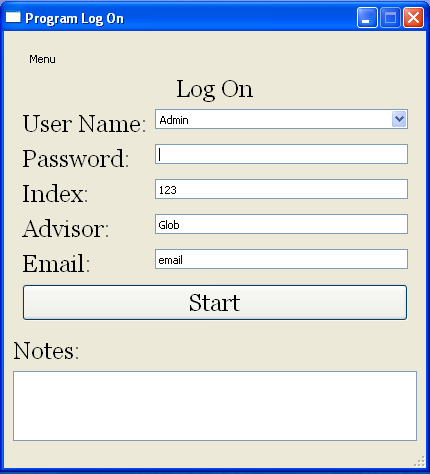 Program Log On
Menu
Log On
User Name: Admin
Password:
Index: 123
Advisor: Glob
Email: email
Start
Notes: